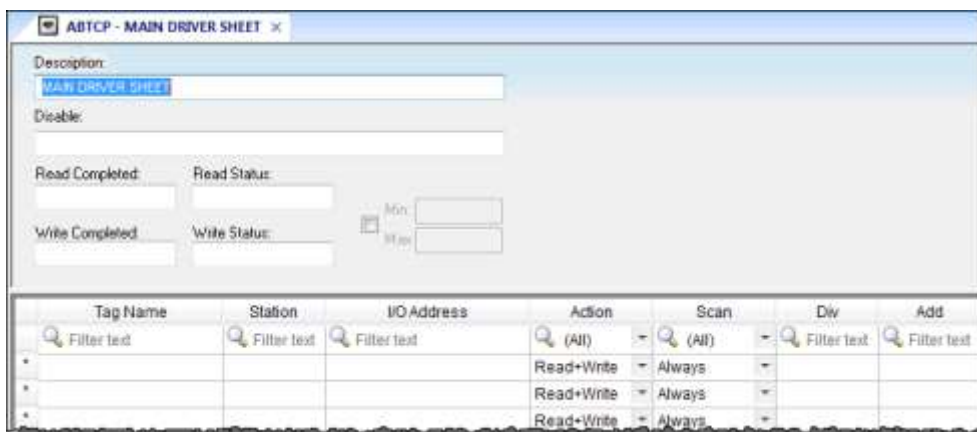 ABTCP - MAIN DRIVER SHEET ×
Description:
MAIN DRIVER SHEET
Disable:
Read Completed: Read Status:
Min:
Write Completed: Write Status:
Max:
Tag Name Station I/O Address Action Scan Div Add
Filter text Filter text Filter text (All) (All) Filter text Filter text
* Read+Write Always
* Read+Write Always
* Read+Write Always